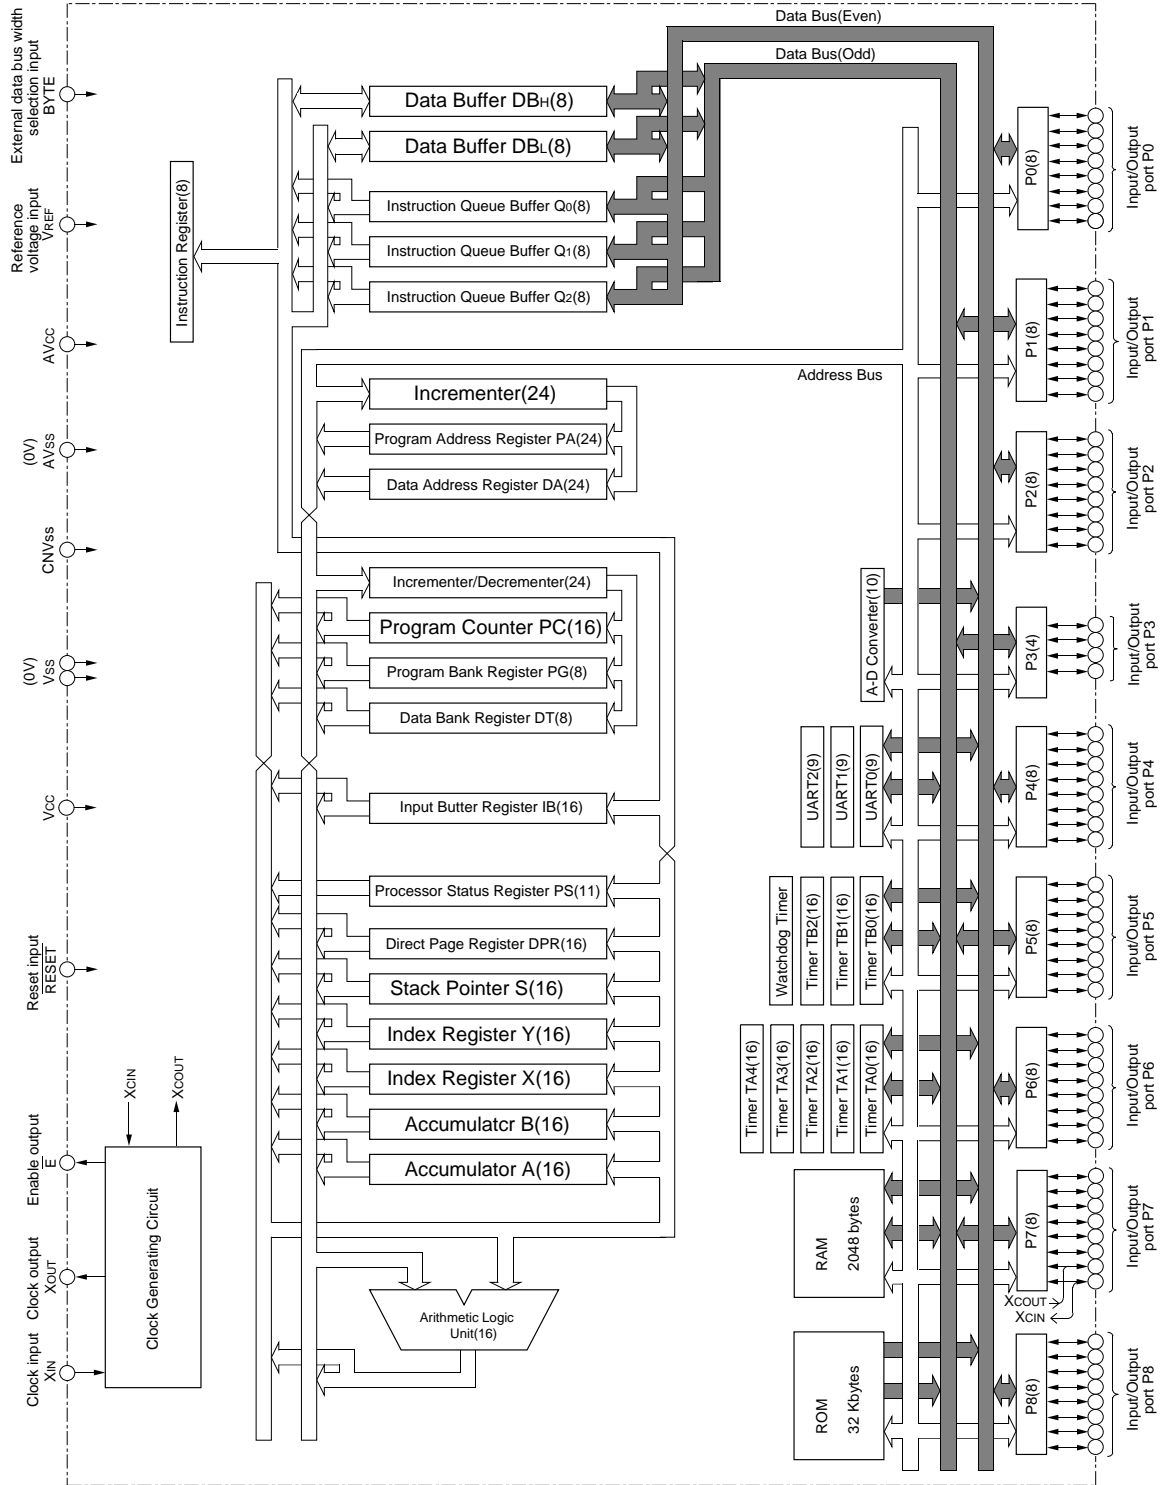 External data bus width
selection input
BYTE
Reference
voltage input
VREF
AVCC
(0V)
AVSS
CNVSS
(0V)
VSS
VCC
Reset input
RESET
Enable output
E
Clock output
XOUT
Clock input
XIN
XCIN
XCOUT
Clock Generating Circuit
Instruction Register(8)
Data Buffer DBH(8)
Data Buffer DBL(8)
Instruction Queue Buffer Q0(8)
Instruction Queue Buffer Q1(8)
Instruction Queue Buffer Q2(8)
Incrementer(24)
Program Address Register PA(24)
Data Address Register DA(24)
Incrementer/Decrementer(24)
Program Counter PC(16)
Program Bank Register PG(8)
Data Bank Register DT(8)
Input Butter Register IB(16)
Processor Status Register PS(11)
Direct Page Register DPR(16)
Stack Pointer S(16)
Index Register Y(16)
Index Register X(16)
Accumulatcr B(16)
Accumulator A(16)
Arithmetic Logic
Unit(16)
Data Bus(Even)
Data Bus(Odd)
Address Bus
A-D Converter(10)
UART2(9)
UART1(9)
UART0(9)
Watchdog Timer
Timer TB2(16)
Timer TB1(16)
Timer TB0(16)
Timer TA4(16)
Timer TA3(16)
Timer TA2(16)
Timer TA1(16)
Timer TA0(16)
RAM
2048 bytes
ROM
32 Kbytes
P0(8)
Input/Output
port P0
P1(8)
Input/Output
port P1
P2(8)
Input/Output
port P2
P3(4)
Input/Output
port P3
P4(8)
Input/Output
port P4
P5(8)
Input/Output
port P5
P6(8)
Input/Output
port P6
P7(8)
Input/Output
port P7
XCOUT
XCIN
P8(8)
Input/Output
port P8